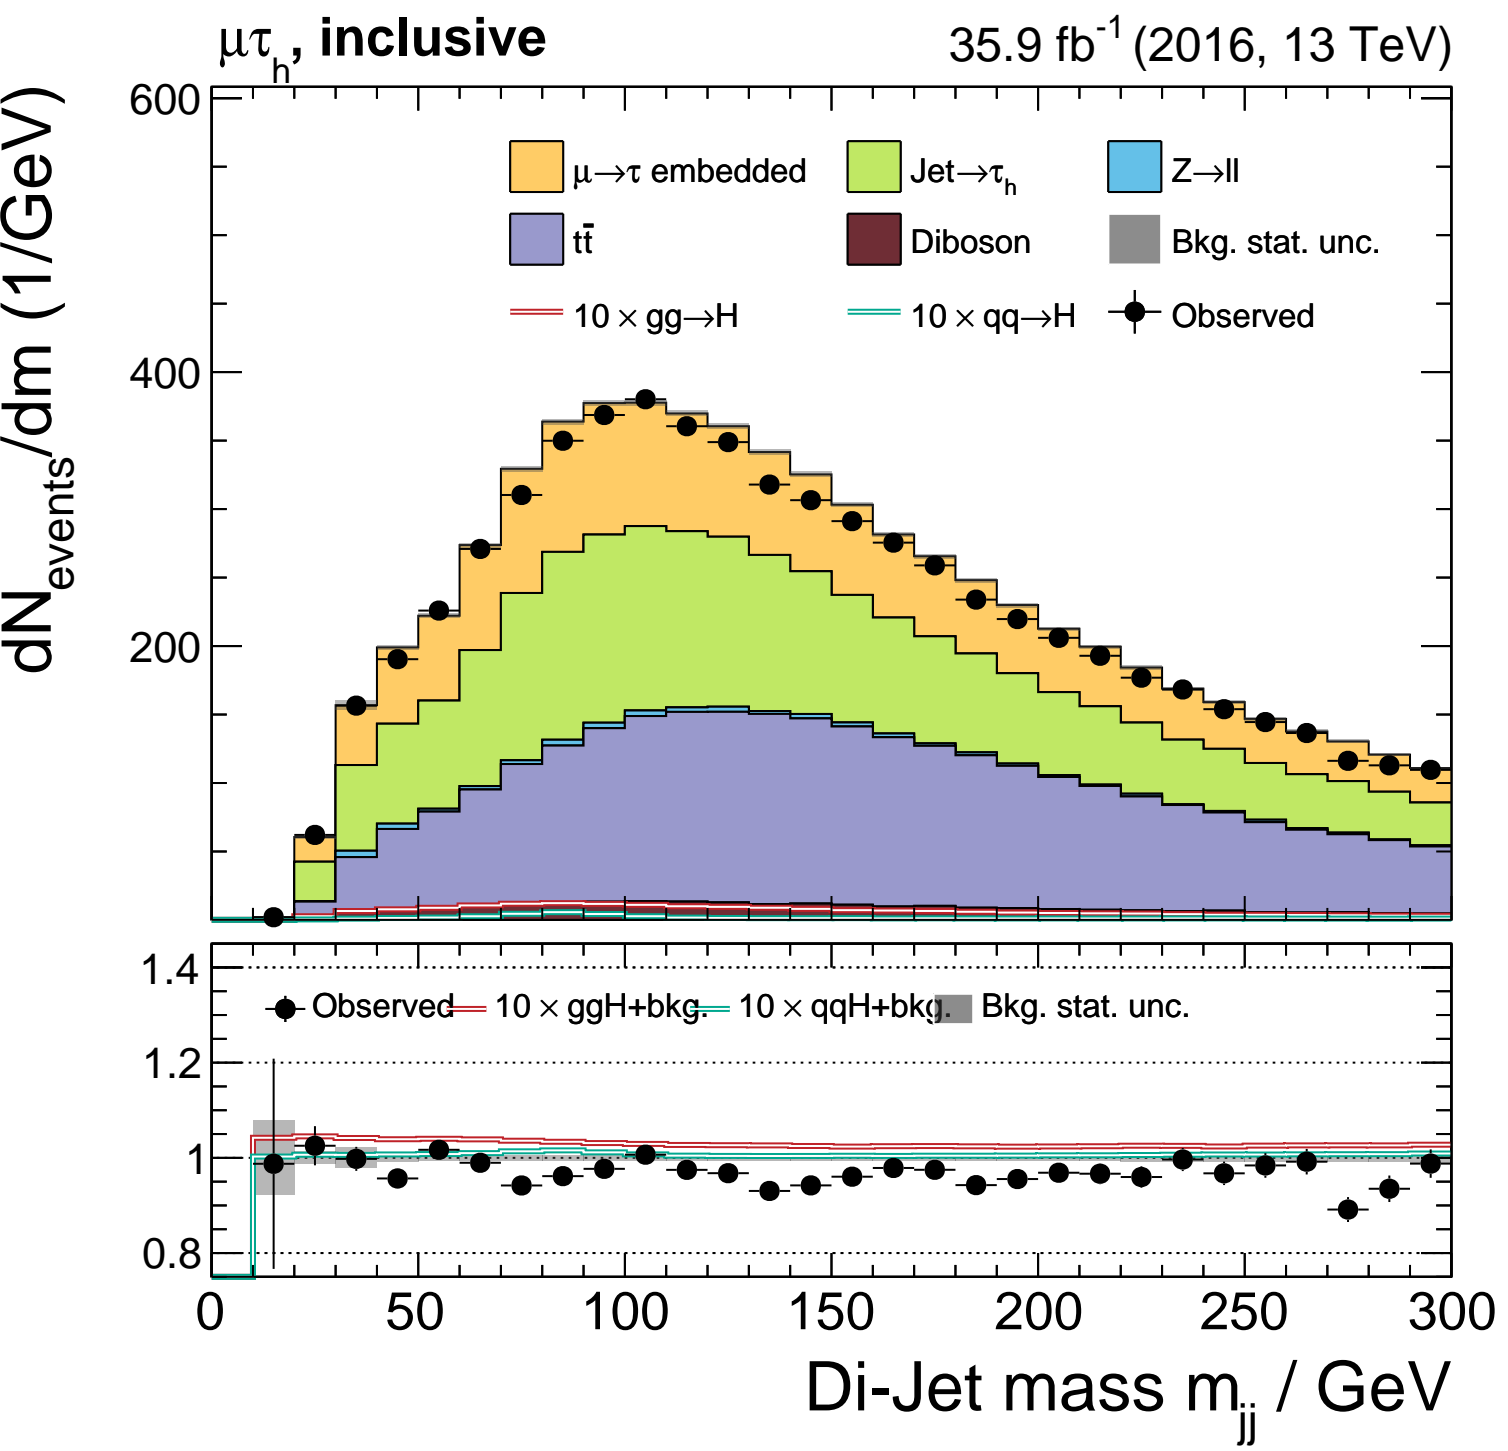 μτh, inclusive
35.9 fb-1 (2016, 13 TeV)
dNevents/dm (1/GeV)
600
400
200
μ→τ embedded
Jet→τh
Z→ll
tt̄
Diboson
Bkg. stat. unc.
10 × gg→H
10 × qq→H
Observed
1.4
1.2
1
0.8
Observed
10 × ggH+bkg.
10 × qqH+bkg.
Bkg. stat. unc.
0 50 100 150 200 250 300
Di-Jet mass mjj / GeV